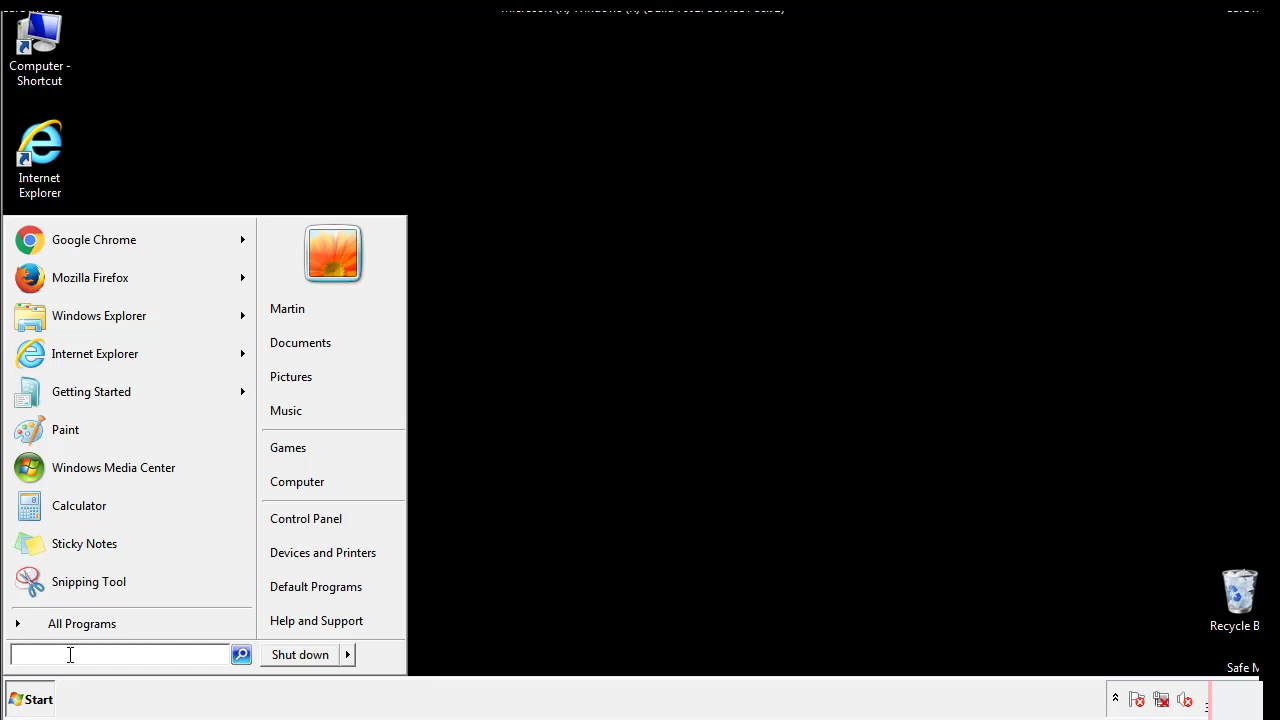 Computer -
Shortcut
Internet
Explorer
Google Chrome
Mozilla Firefox
Windows Explorer
Internet Explorer
Getting Started
Paint
Windows Media Center
Calculator
Sticky Notes
Snipping Tool
All Programs
Martin
Documents
Pictures
Music
Games
Computer
Control Panel
Devices and Printers
Default Programs
Help and Support
Shut down
Recycle B
Safe M
Start